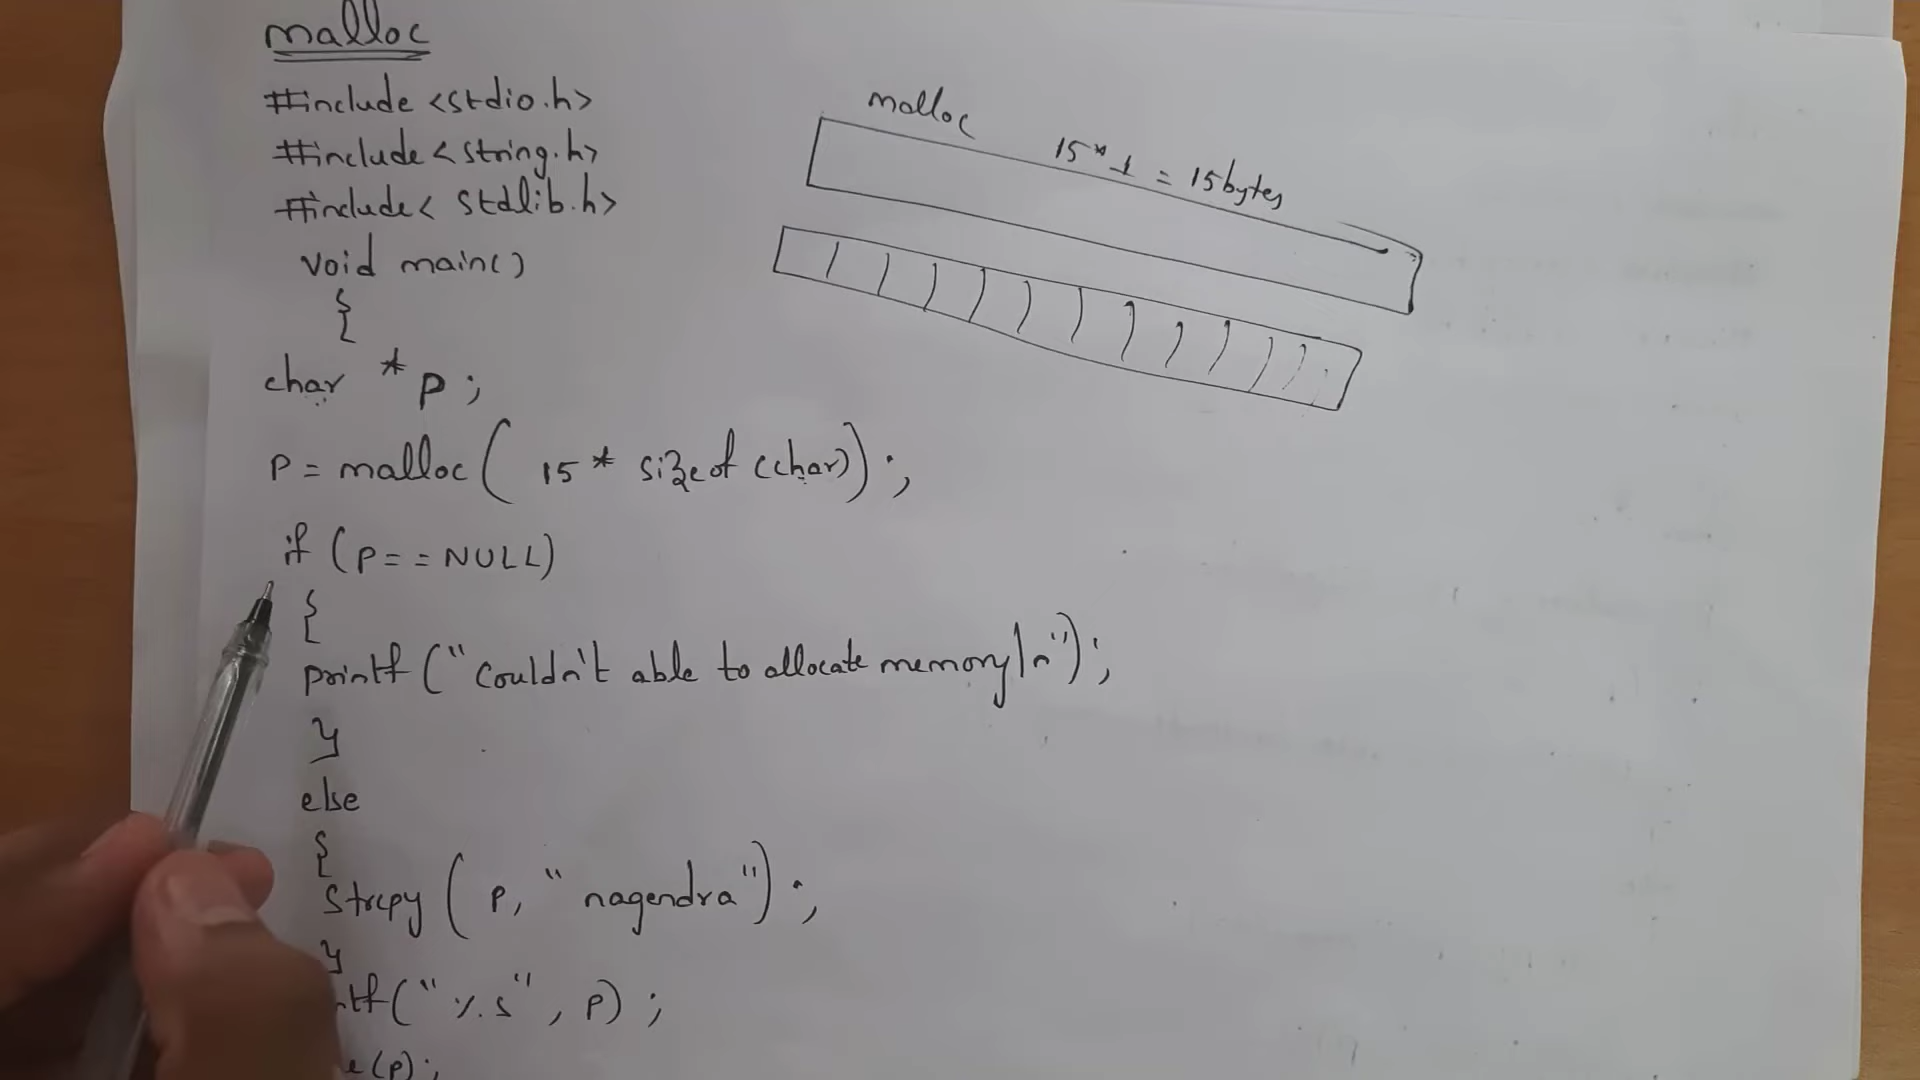 malloc
#include <stdio.h>
#include < string.h>
#include < stdlib.h>
void main()
{
char * p ;
p = malloc ( 15 * sizeof (char)) ;
if (p == NULL)
{
printf (" couldn't able to allocate memory\n");
}
else
{
strcpy ( p, " nagendra") ;
}
ntf(" %s" , p) ;
e(p);
malloc
15 * 1 = 15 bytes